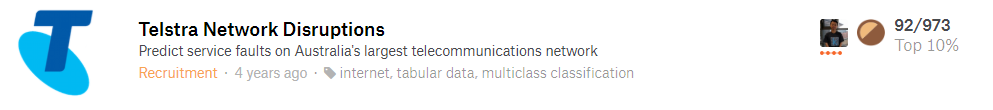 T
Telstra Network Disruptions
92/973
Predict service faults on Australia's largest telecommunications network
Top 10%
Recruitment · 4 years ago · internet, tabular data, multiclass classification